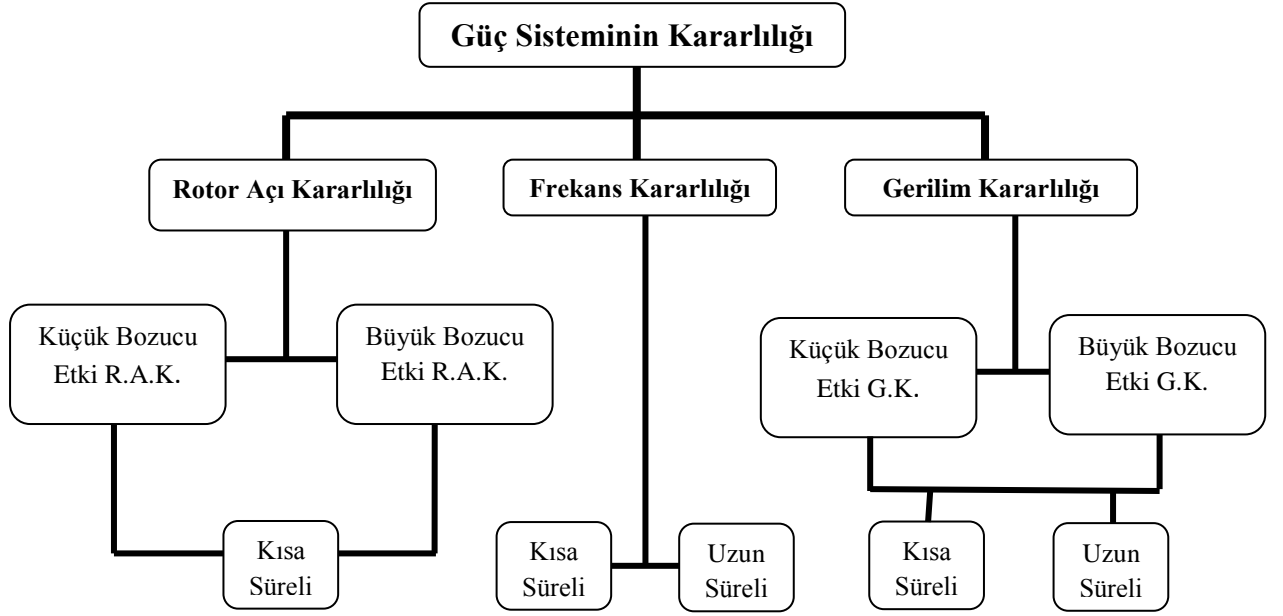 Güç Sisteminin Kararlılığı
Rotor Açı Kararlılığı
Frekans Kararlılığı
Gerilim Kararlılığı
Küçük Bozucu
Etki R.A.K.
Büyük Bozucu
Etki R.A.K.
Küçük Bozucu
Etki G.K.
Büyük Bozucu
Etki G.K.
Kısa
Süreli
Kısa
Süreli
Uzun
Süreli
Kısa
Süreli
Uzun
Süreli